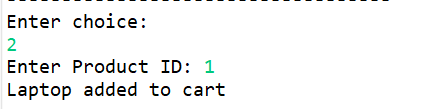 Enter choice:
2
Enter Product ID: 1
Laptop added to cart